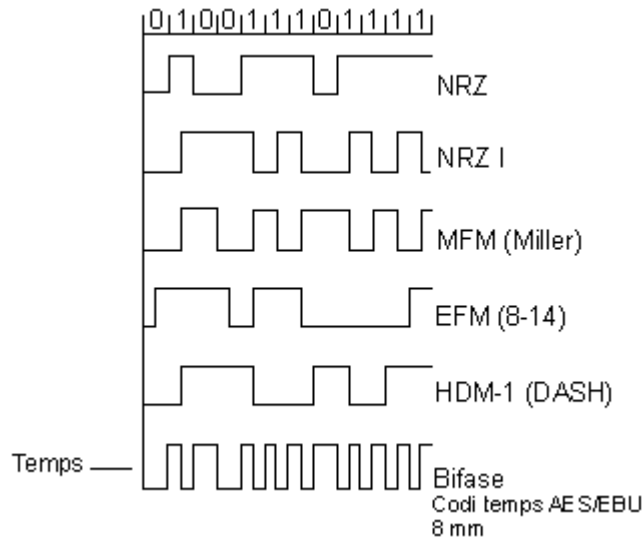 0 1 0 0 1 1 1 0 1 1 1 1
NRZ
NRZ I
MFM (Miller)
EFM (8-14)
HDM-1 (DASH)
Temps
Bifase
Codi temps AES/EBU
8 mm